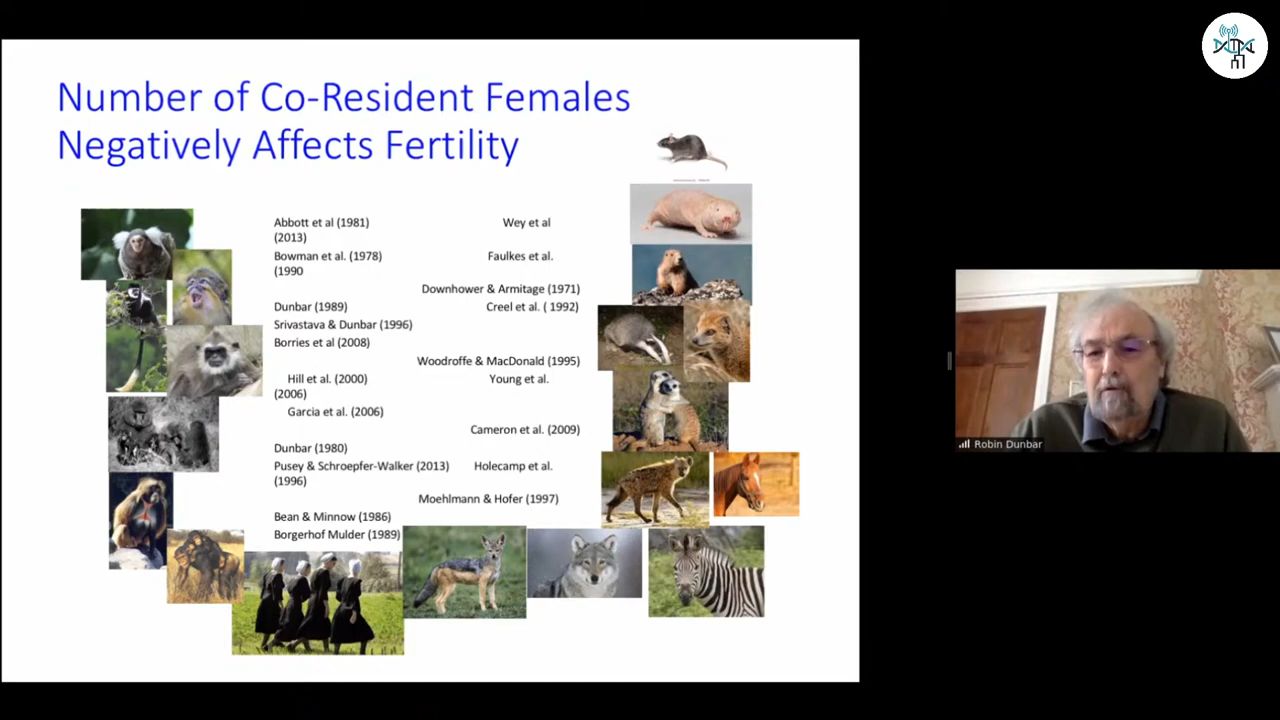 Number of Co-Resident Females
Negatively Affects Fertility
Abbott et al (1981) Wey et al
(2013)
Bowman et al. (1978) Faulkes et al.
(1990
Downhower & Armitage (1971)
Dunbar (1989) Creel et al. ( 1992)
Srivastava & Dunbar (1996)
Borries et al (2008)
Woodroffe & MacDonald (1995)
Hill et al. (2000) Young et al.
(2006)
Garcia et al. (2006)
Cameron et al. (2009)
Dunbar (1980)
Pusey & Schroepfer-Walker (2013) Holecamp et al.
(1996)
Moehlmann & Hofer (1997)
Bean & Minnow (1986)
Borgerhof Mulder (1989)
Robin Dunbar